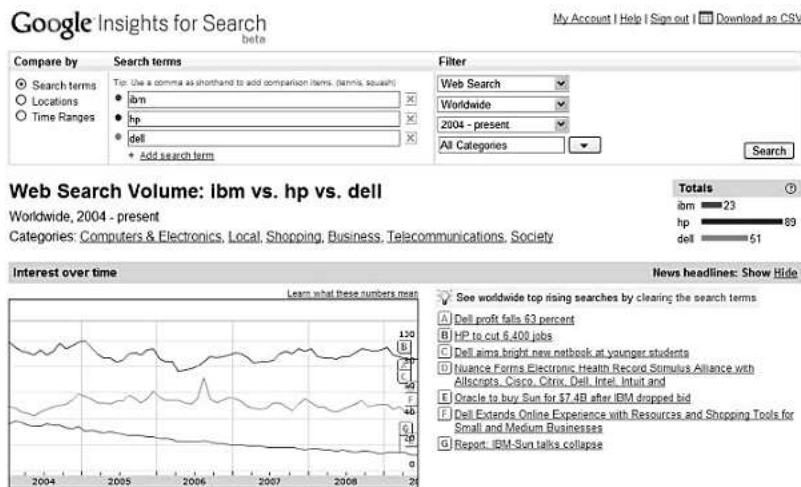 Google Insights for Search
beta
My Account | Help | Sign out | Download as CSV
Compare by
Search terms
Filter
Search terms
Locations
Time Ranges
Tip: Use a comma as shorthand to add comparison items. (tennis, squash)
ibm
hp
dell
+ Add search term
Web Search
Worldwide
2004 - present
All Categories
Search
Web Search Volume: ibm vs. hp vs. dell
Worldwide, 2004 - present
Categories: Computers & Electronics, Local, Shopping, Business, Telecommunications, Society
Totals
ibm 23
hp 89
dell 51
Interest over time
News headlines: Show Hide
Learn what these numbers mean
100
B
C
60
F
40
G
20
0
2004 2005 2006 2007 2008
See worldwide top rising searches by clearing the search terms
A Dell profit falls 63 percent
B HP to cut 6,400 jobs
C Dell aims bright new netbook at younger students
D Nuance Forms Electronic Health Record Stimulus Alliance with
Allscripts, Cisco, Citrix, Dell, Intel, Intuit and
E Oracle to buy Sun for $7.4B after IBM dropped bid
F Dell Extends Online Experience with Resources and Shopping Tools for
Small and Medium Businesses
G Report: IBM-Sun talks collapse